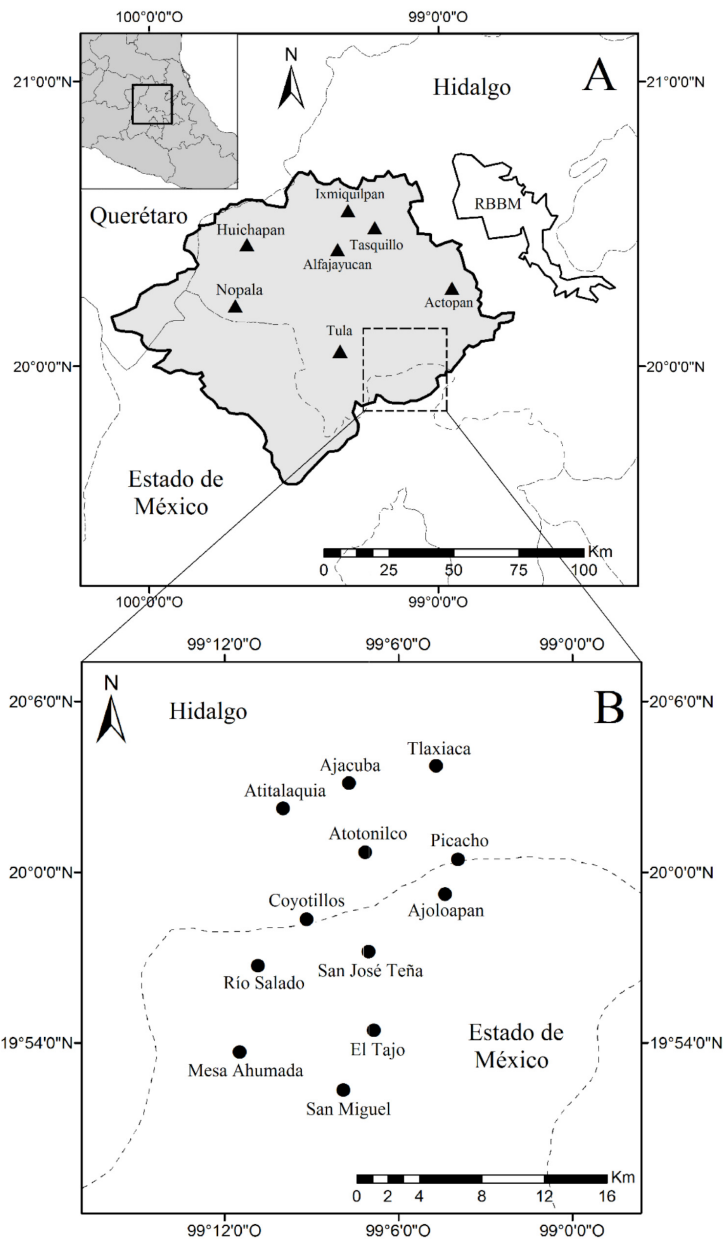 100°0'0"O 99°0'0"O
21°0'0"N 21°0'0"N
N
Hidalgo
A
Querétaro
Ixmiquilpan
RBBM
Huichapan
Tasquillo
Alfajayucan
Nopala
Actopan
Tula
20°0'0"N 20°0'0"N
Estado de
México
Km
0 25 50 75 100
100°0'0"O 99°0'0"O
99°12'0"O 99°6'0"O 99°0'0"O
20°6'0"N 20°6'0"N
N
Hidalgo
B
Tlaxiaca
Ajacuba
Atitalaquia
Atotonilco
Picacho
20°0'0"N 20°0'0"N
Coyotillos
Ajoloapan
San José Teña
Río Salado
Estado de
México
19°54'0"N 19°54'0"N
El Tajo
Mesa Ahumada
San Miguel
Km
0 2 4 8 12 16
99°12'0"O 99°6'0"O 99°0'0"O